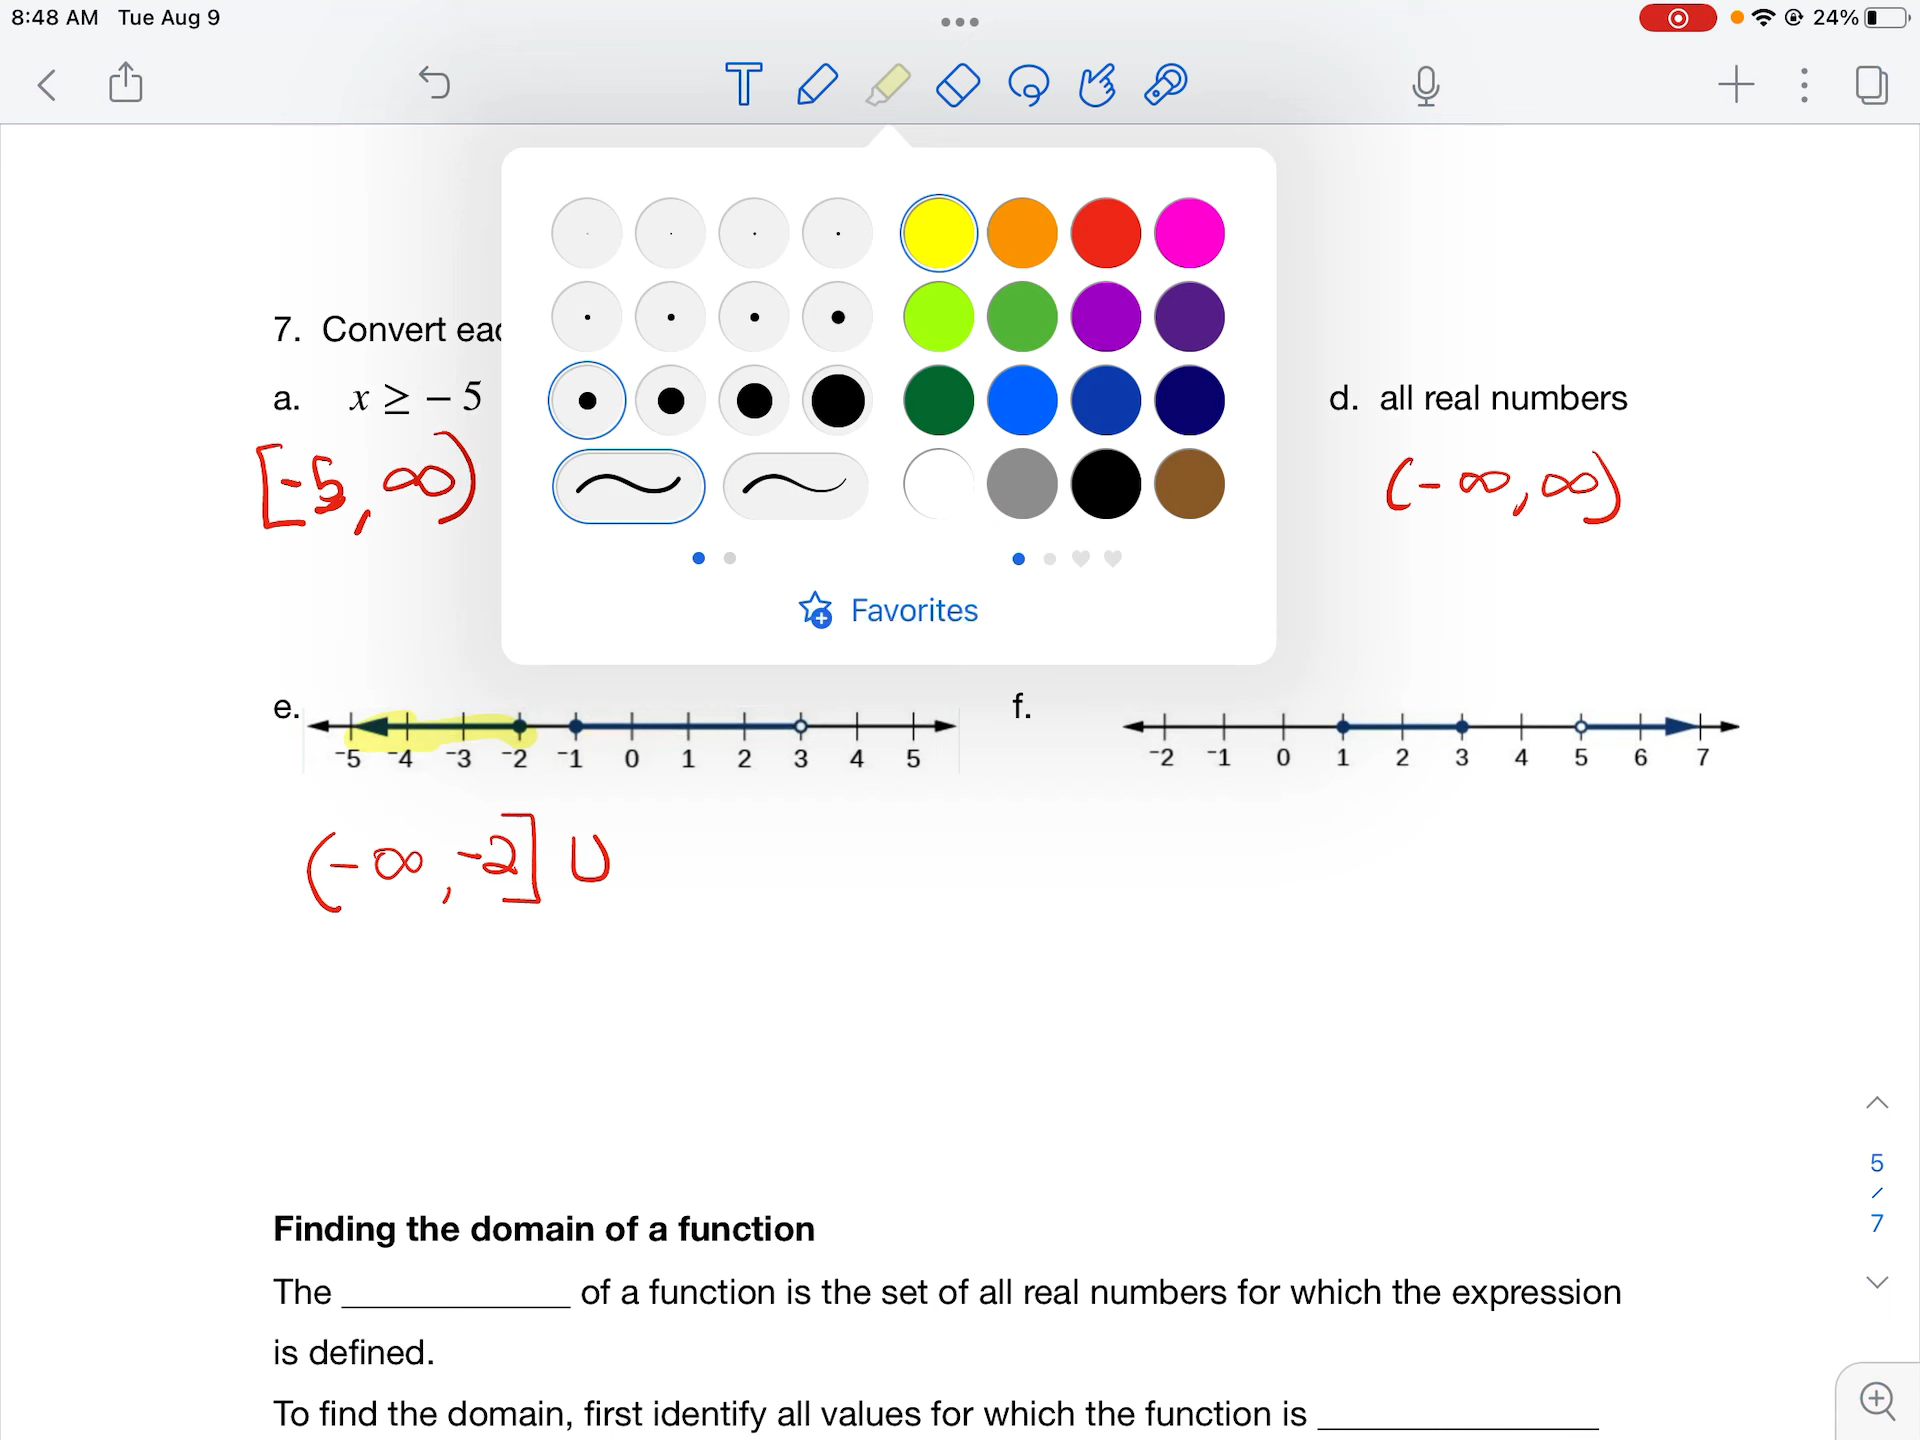 8:48 AM Tue Aug 9 24%
T
Favorites
7. Convert eac
a. x ≥ − 5
d. all real numbers
[-5, ∞)
(-∞, ∞)
e.
-5 -4 -3 -2 -1 0 1 2 3 4 5
f.
-2 -1 0 1 2 3 4 5 6 7
(-∞, -2] U
5
/
7
Finding the domain of a function
The ____________ of a function is the set of all real numbers for which the expression
is defined.
To find the domain, first identify all values for which the function is _______________